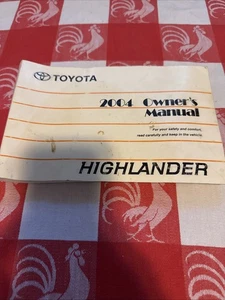 TOYOTA
2004 Owner's
Manual
For your safety and comfort,
read carefully and keep in the vehicle.
HIGHLANDER